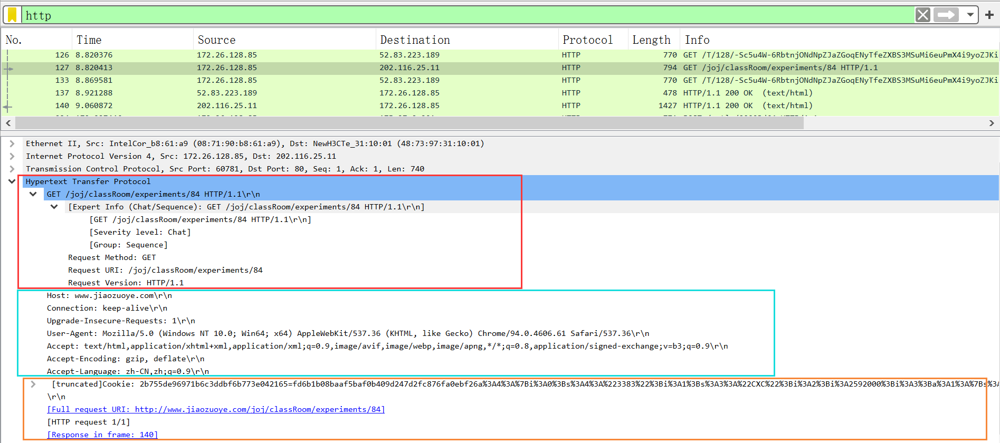 http
No. Time Source Destination Protocol Length Info
126 8.820376 172.26.128.85 52.83.223.189 HTTP 770 GET /T/128/-Sc5u4W-6RbtnjONdNpZJaZGoqENyTfeZXBS3MSuMi6euPmX4i9yoZJKi
127 8.820413 172.26.128.85 202.116.25.11 HTTP 794 GET /joj/classRoom/experiments/84 HTTP/1.1
133 8.869581 172.26.128.85 52.83.223.189 HTTP 770 GET /T/128/-Sc5u4W-6RbtnjONdNpZJaZGoqENyTfeZXBS3MSuMi6euPmX4i9yoZJKi
137 8.921288 52.83.223.189 172.26.128.85 HTTP 478 HTTP/1.1 200 OK (text/html)
140 9.060872 202.116.25.11 172.26.128.85 HTTP 1427 HTTP/1.1 200 OK (text/html)
Ethernet II, Src: IntelCor_b8:61:a9 (08:71:90:b8:61:a9), Dst: NewH3CTe_31:10:01 (48:73:97:31:10:01)
Internet Protocol Version 4, Src: 172.26.128.85, Dst: 202.116.25.11
Transmission Control Protocol, Src Port: 60781, Dst Port: 80, Seq: 1, Ack: 1, Len: 740
Hypertext Transfer Protocol
GET /joj/classRoom/experiments/84 HTTP/1.1\r\n
[Expert Info (Chat/Sequence): GET /joj/classRoom/experiments/84 HTTP/1.1\r\n]
[GET /joj/classRoom/experiments/84 HTTP/1.1\r\n]
[Severity level: Chat]
[Group: Sequence]
Request Method: GET
Request URI: /joj/classRoom/experiments/84
Request Version: HTTP/1.1
Host: www.jiaozuoye.com\r\n
Connection: keep-alive\r\n
Upgrade-Insecure-Requests: 1\r\n
User-Agent: Mozilla/5.0 (Windows NT 10.0; Win64; x64) AppleWebKit/537.36 (KHTML, like Gecko) Chrome/94.0.4606.61 Safari/537.36\r\n
Accept: text/html,application/xhtml+xml,application/xml;q=0.9,image/avif,image/webp,image/apng,*/*;q=0.8,application/signed-exchange;v=b3;q=0.9\r\n
Accept-Encoding: gzip, deflate\r\n
Accept-Language: zh-CN,zh;q=0.9\r\n
[truncated]Cookie: 2b755de96971b6c3ddbf6b773e042165=fd6b1b08baaf5baf0b409d247d2fc876fa0ebf26a%3A4%3A%7Bi%3A0%3Bs%3A4%3A%223383%22%3Bi%3A1%3Bs%3A3%3A%22CXC%22%3Bi%3A2%3Bi%3A2592000%3Bi%3A3%3Ba%3A1%3A%7Bs%3A
\r\n
[Full request URI: http://www.jiaozuoye.com/joj/classRoom/experiments/84]
[HTTP request 1/1]
[Response in frame: 140]